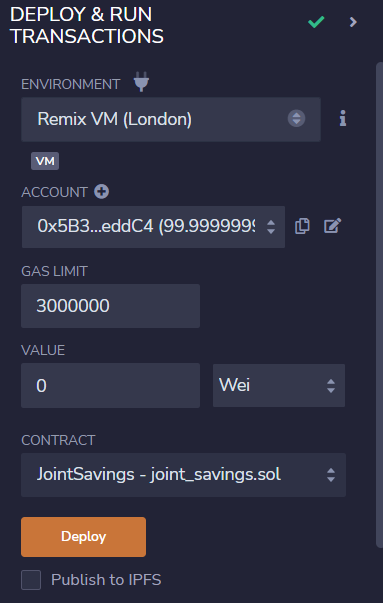 DEPLOY & RUN
TRANSACTIONS
ENVIRONMENT
Remix VM (London)
VM
ACCOUNT
0x5B3...eddC4 (99.9999999
GAS LIMIT
3000000
VALUE
0 Wei
CONTRACT
JointSavings - joint_savings.sol
Deploy
Publish to IPFS